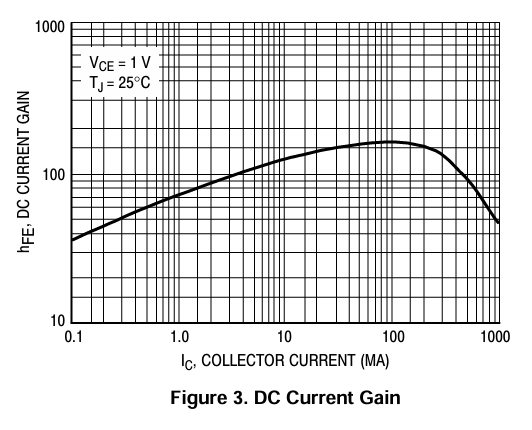 1000
VCE = 1 V
TJ = 25°C
hFE, DC CURRENT GAIN
100
10
0.1 1.0 10 100 1000
IC, COLLECTOR CURRENT (MA)
Figure 3. DC Current Gain